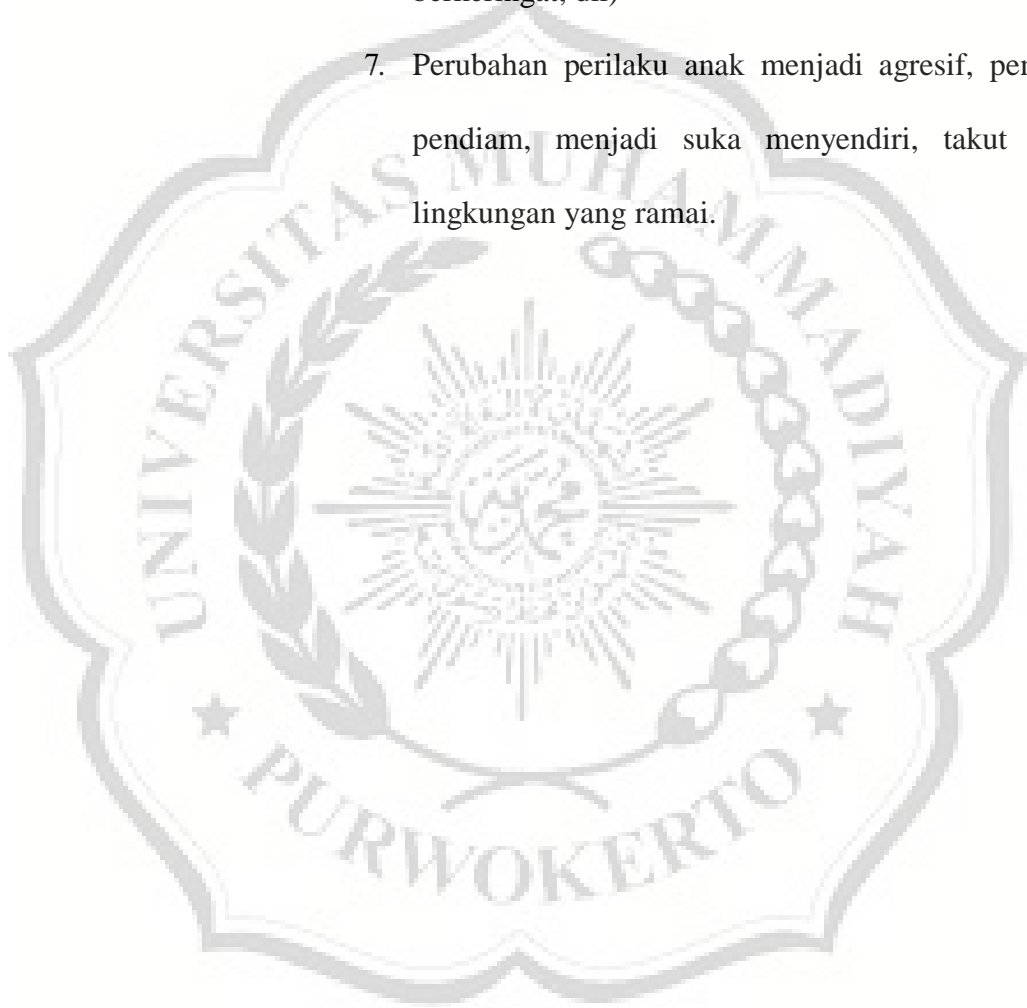 7. Perubahan perilaku anak menjadi agresif,
pendiam, menjadi suka menyendiri, takut
lingkungan yang ramai.
UNIVERSITAS MUHAMMADIYAH
PURWOKERTO